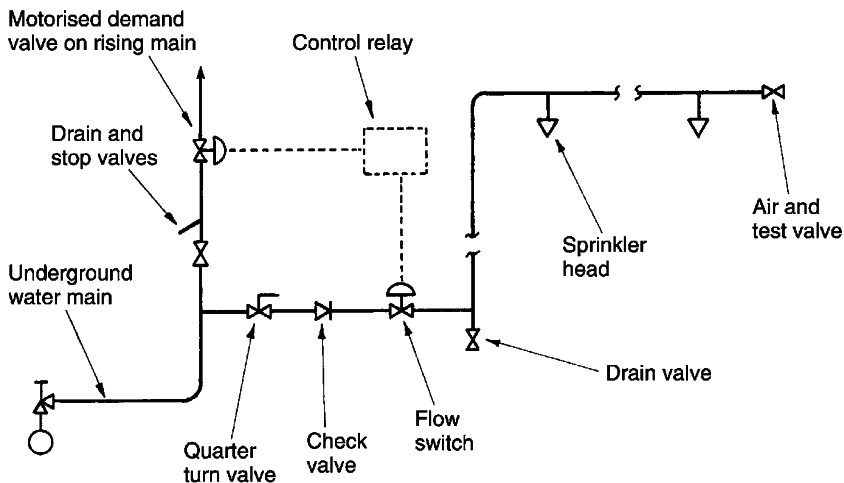 Motorised demand
valve on rising main
Control relay
Drain and
stop valves
Air and
test valve
Sprinkler
head
Underground
water main
Drain valve
Flow
switch
Quarter
turn valve
Check
valve